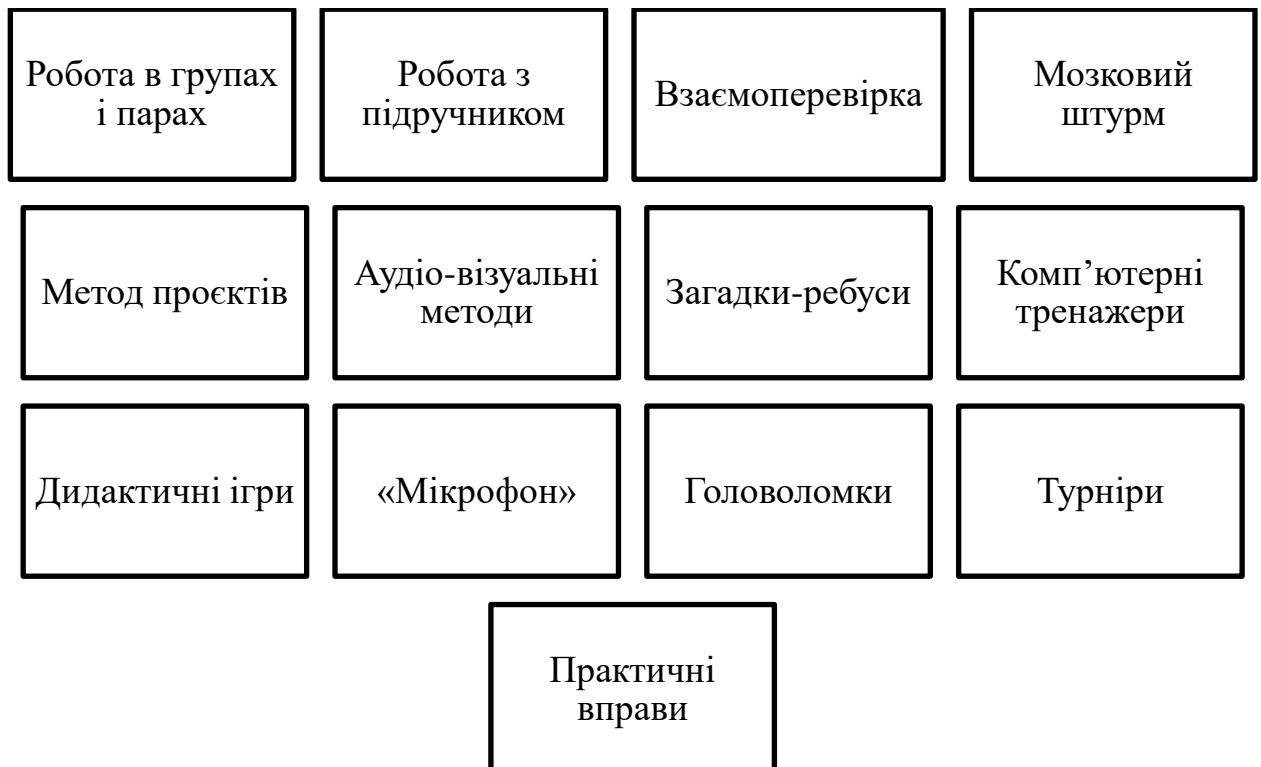 Робота в групах
і парах
Робота з
підручником
Взаємоперевірка
Мозковий
штурм
Метод проєктів
Аудіо-візуальні
методи
Загадки-ребуси
Комп’ютерні
тренажери
Дидактичні ігри
«Мікрофон»
Головоломки
Турніри
Практичні
вправи